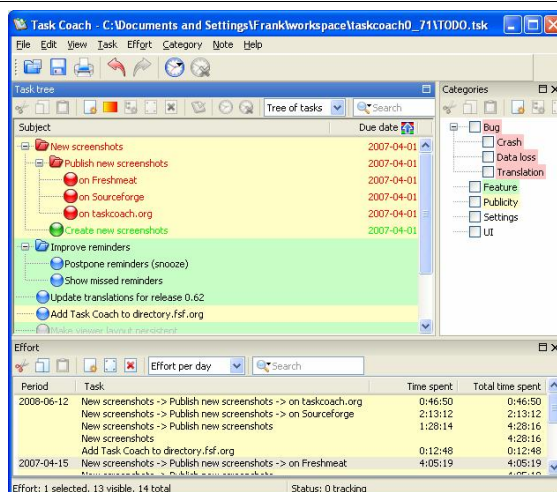 Task Coach - C:\Documents and Settings\Frank\workspace\taskcoach0_71\TODO.tsk
File Edit View Task Effort Category Note Help
Task tree
Tree of tasks
Search
Subject Due date
New screenshots 2007-04-01
Publish new screenshots 2007-04-01
on Freshmeat 2007-04-01
on Sourceforge 2007-04-01
on taskcoach.org 2007-04-01
Create new screenshots 2007-04-01
Improve reminders
Postpone reminders (snooze)
Show missed reminders
Update translations for release 0.62
Add Task Coach to directory.fsf.org
Make viewer layout persistent
Categories
Bug
Crash
Data loss
Translation
Feature
Publicity
Settings
UI
Effort
Effort per day
Search
Period Task Time spent Total time spent
2008-06-12 New screenshots -> Publish new screenshots -> on taskcoach.org 0:46:50 0:46:50
New screenshots -> Publish new screenshots -> on Sourceforge 2:13:12 2:13:12
New screenshots -> Publish new screenshots 1:28:14 4:28:16
New screenshots 4:28:16
Add Task Coach to directory.fsf.org 0:12:48 0:12:48
2007-04-15 New screenshots -> Publish new screenshots -> on Freshmeat 4:05:19 4:05:19
Effort: 1 selected, 13 visible, 14 total Status: 0 tracking